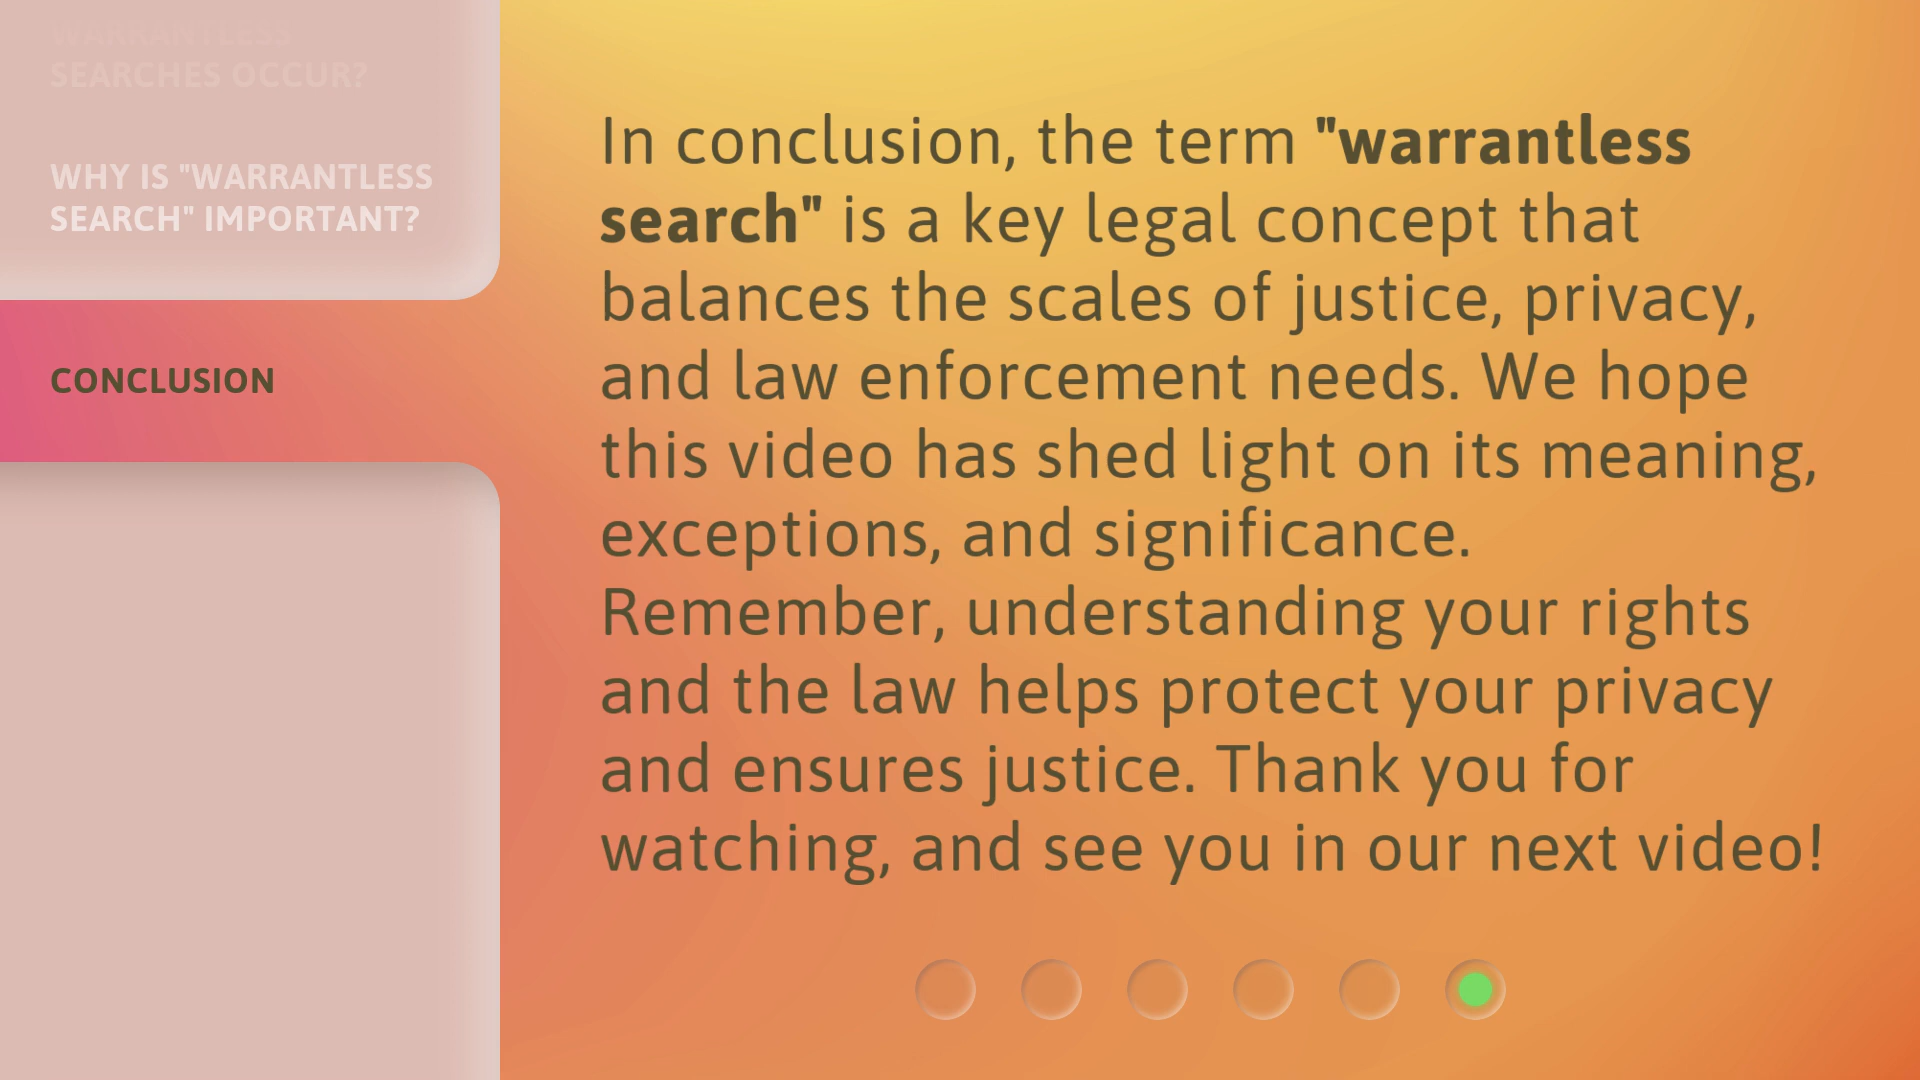 WARRANTLESS
SEARCHES OCCUR?
WHY IS "WARRANTLESS
SEARCH" IMPORTANT?
CONCLUSION
In conclusion, the term "warrantless
search" is a key legal concept that
balances the scales of justice, privacy,
and law enforcement needs. We hope
this video has shed light on its meaning,
exceptions, and significance.
Remember, understanding your rights
and the law helps protect your privacy
and ensures justice. Thank you for
watching, and see you in our next video!